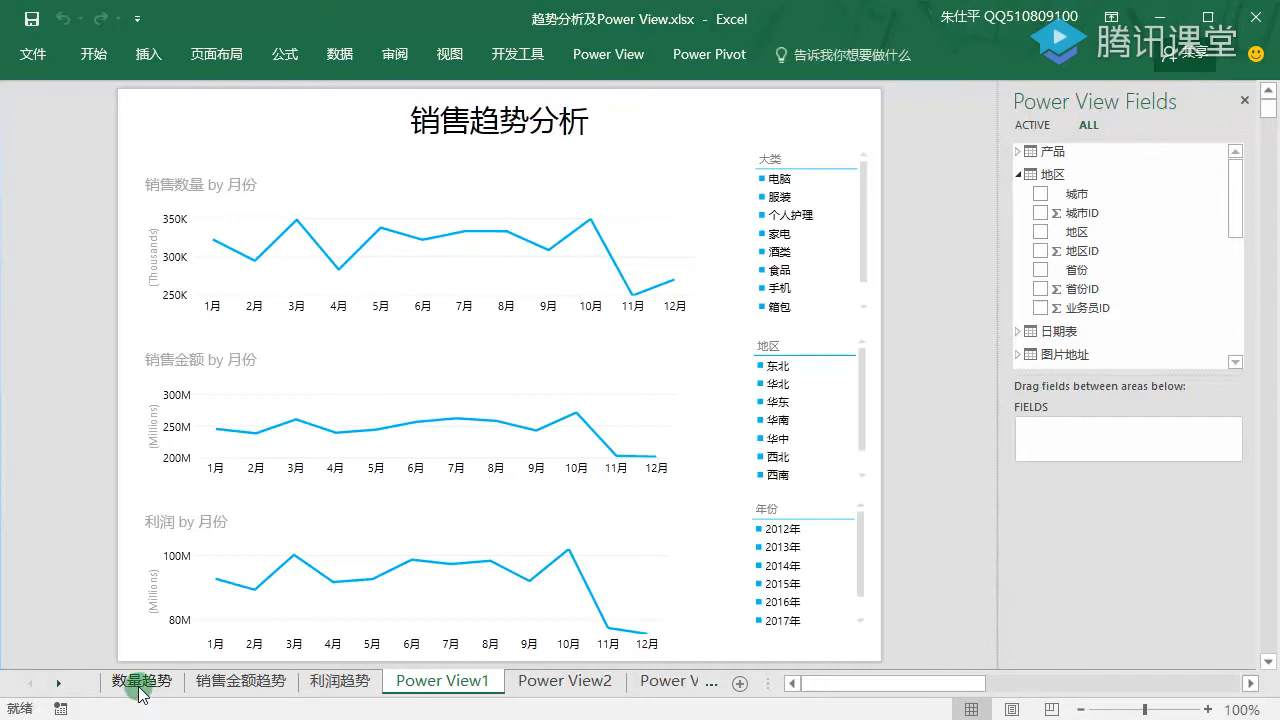 趋势分析及Power View.xlsx - Excel
朱仕平 QQ510809100
腾讯课堂
文件 开始 插入 页面布局 公式 数据 审阅 视图 开发工具 Power View Power Pivot 告诉我你想要做什么 共享
销售趋势分析
销售数量 by 月份
(Thousands)
350K
300K
250K
1月 2月 3月 4月 5月 6月 7月 8月 9月 10月 11月 12月
销售金额 by 月份
(Millions)
300M
250M
200M
1月 2月 3月 4月 5月 6月 7月 8月 9月 10月 11月 12月
利润 by 月份
(Millions)
100M
80M
1月 2月 3月 4月 5月 6月 7月 8月 9月 10月 11月 12月
大类
电脑
服装
个人护理
家电
酒类
食品
手机
箱包
地区
东北
华北
华东
华南
华中
西北
西南
年份
2012年
2013年
2014年
2015年
2016年
2017年
Power View Fields
ACTIVE ALL
产品
地区
城市
Σ 城市ID
地区
Σ 地区ID
省份
Σ 省份ID
Σ 业务员ID
日期表
图片地址
Drag fields between areas below:
FIELDS
数量趋势 销售金额趋势 利润趋势 Power View1 Power View2 Power V ...
就绪
100%